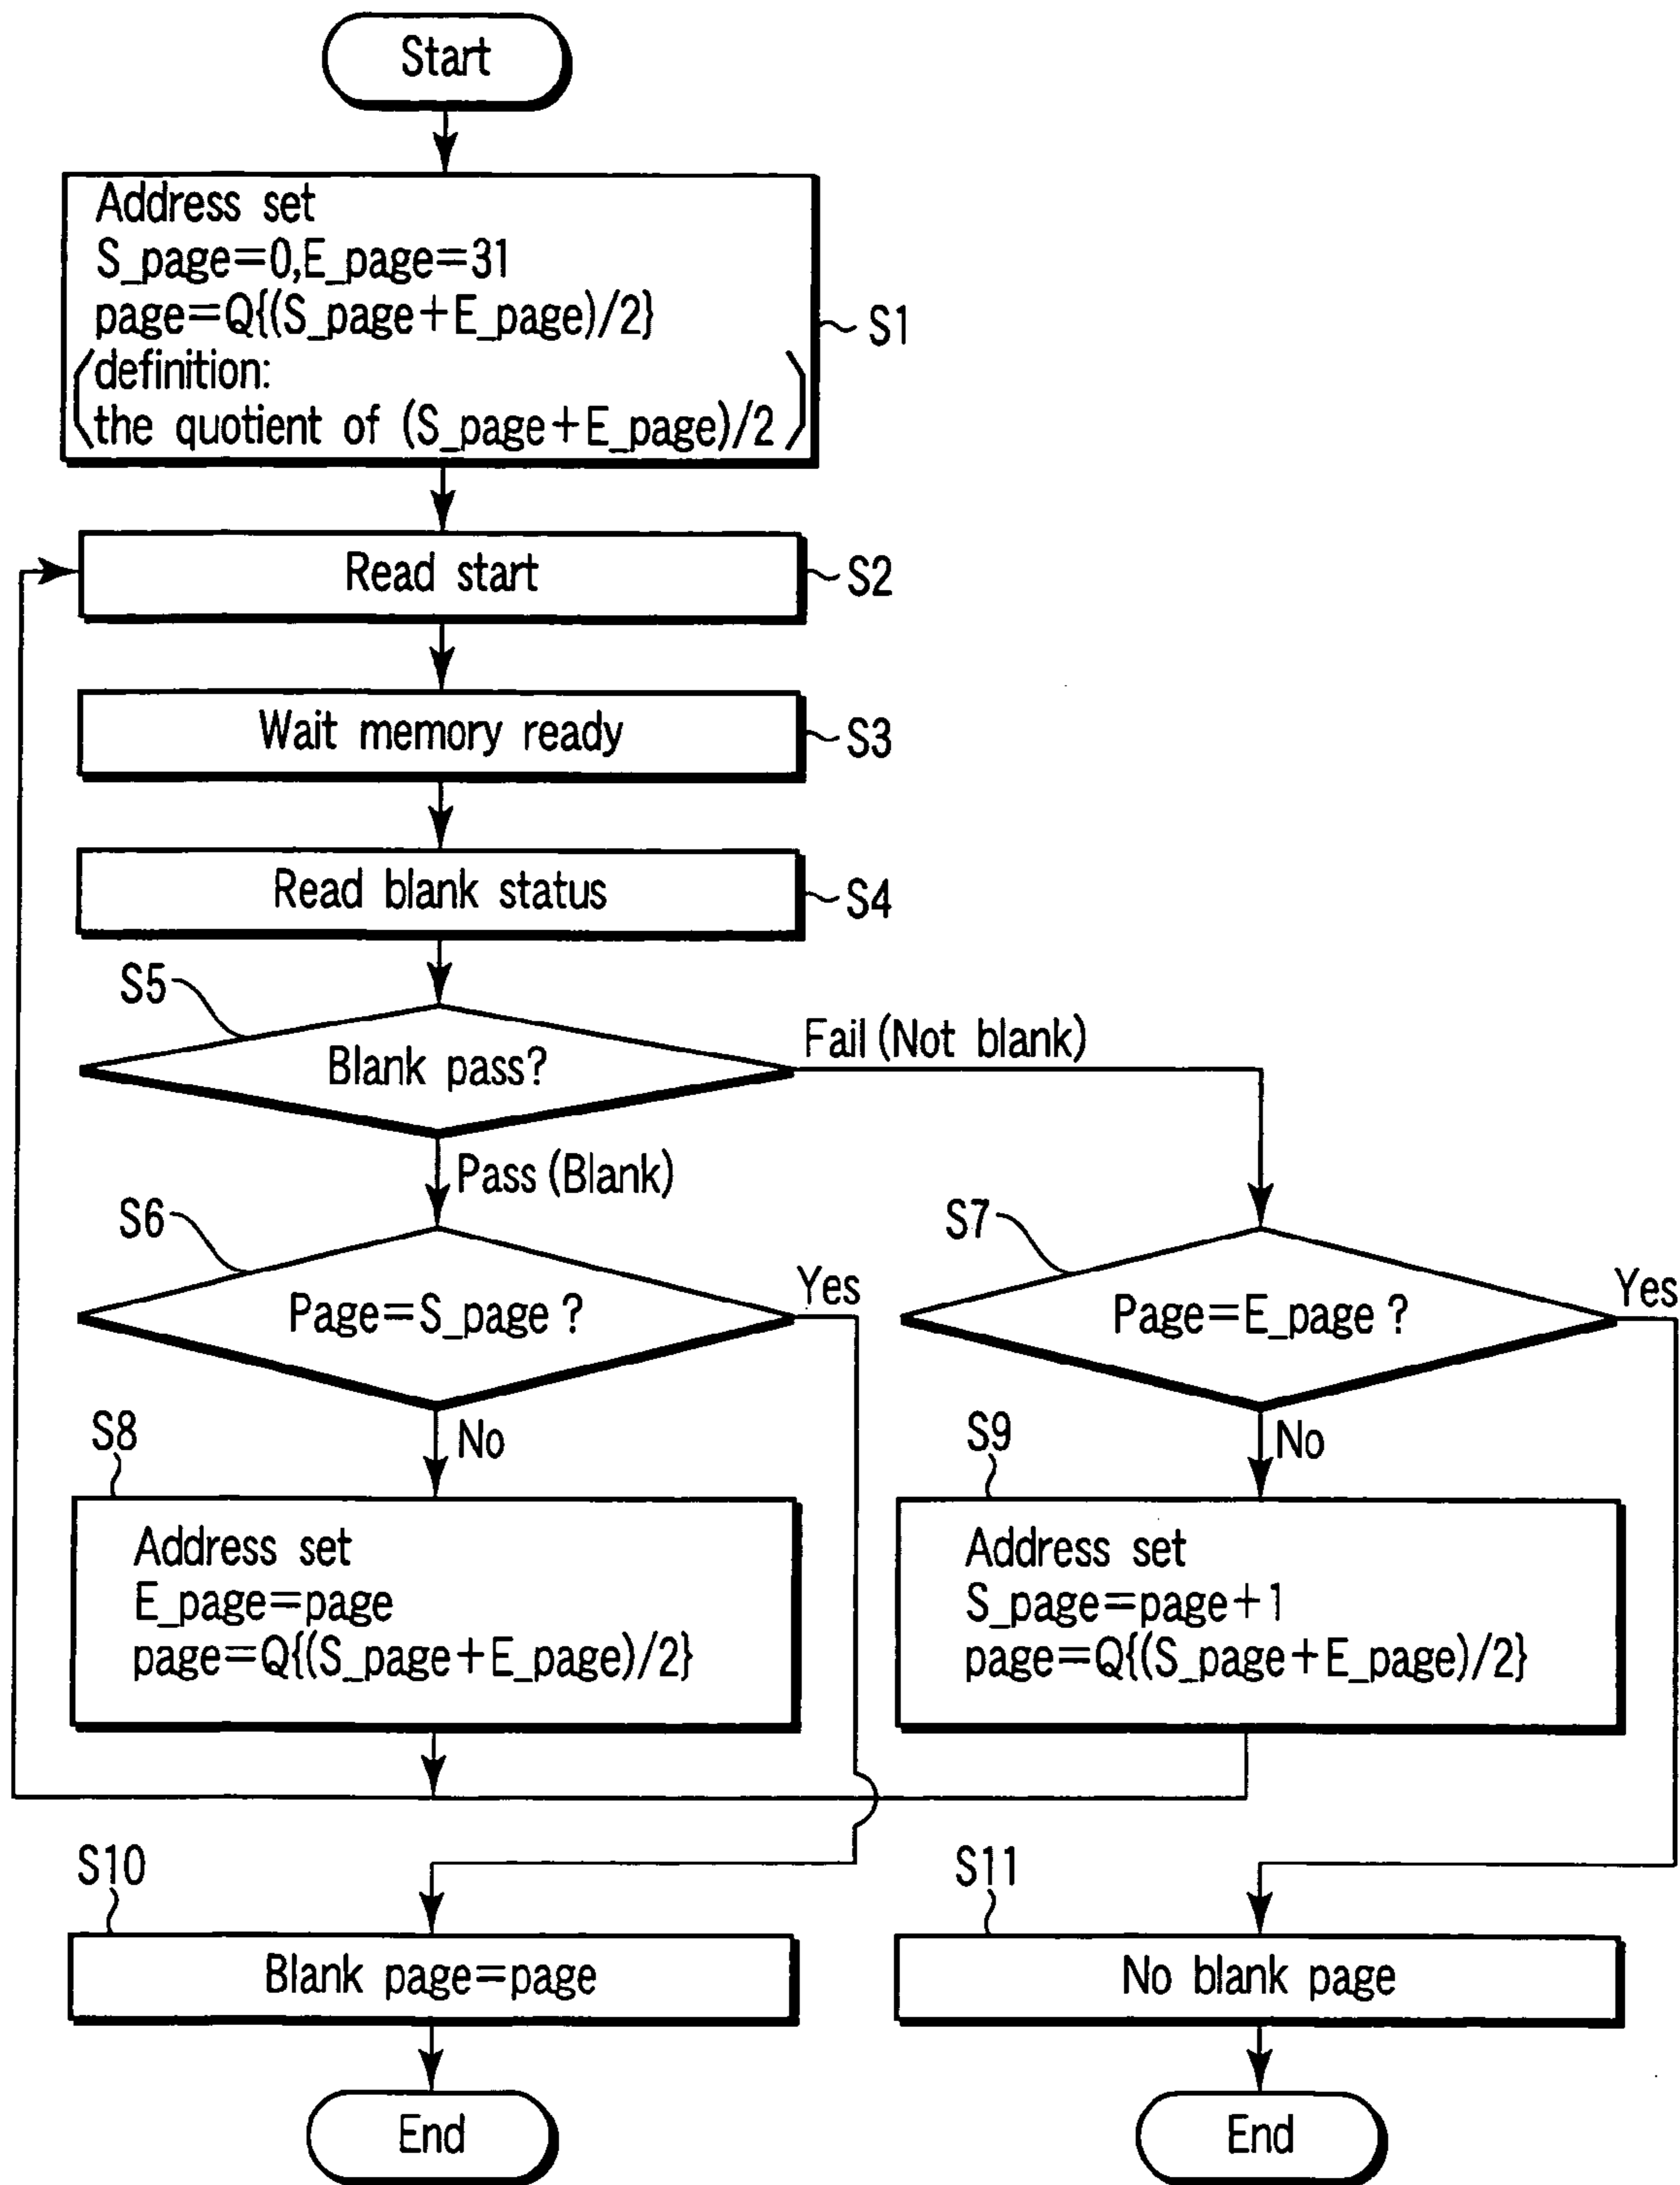 Start
Address set
S_page=0,E_page=31
page=Q{(S_page+E_page)/2}
(definition:
the quotient of (S_page+E_page)/2)
S1
Read start
S2
Wait memory ready
S3
Read blank status
S4
S5
Blank pass?
Fail (Not blank)
Pass (Blank)
S6
Page=S_page ?
Yes
S7
Page=E_page ?
Yes
No
No
S8
Address set
E_page=page
page=Q{(S_page+E_page)/2}
S9
Address set
S_page=page+1
page=Q{(S_page+E_page)/2}
S10
Blank page=page
S11
No blank page
End
End